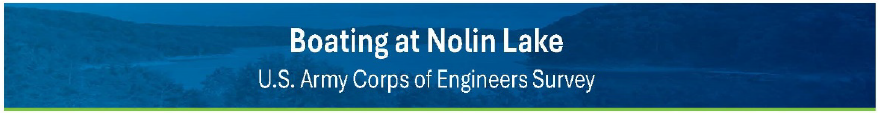 Boating at Nolin Lake
U.S. Army Corps of Engineers Survey